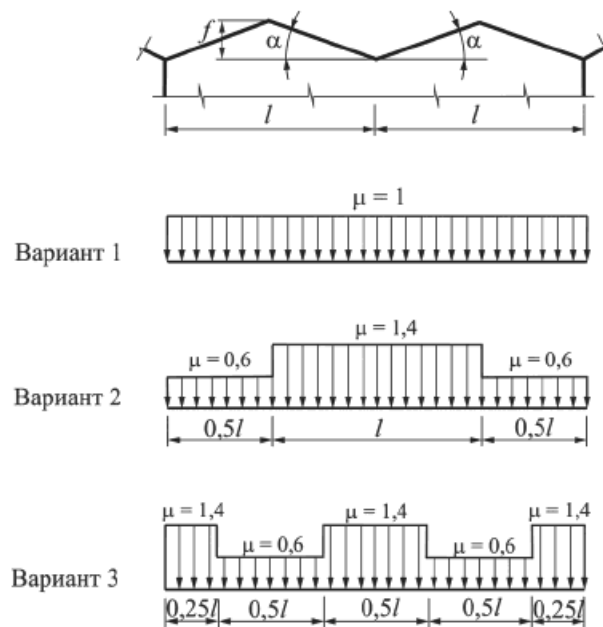 f α α
l l
μ = 1
Вариант 1
μ = 1,4
μ = 0,6 μ = 0,6
Вариант 2
0,5l l 0,5l
μ = 1,4 μ = 1,4 μ = 1,4
μ = 0,6 μ = 0,6
Вариант 3
0,25l 0,5l 0,5l 0,5l 0,25l